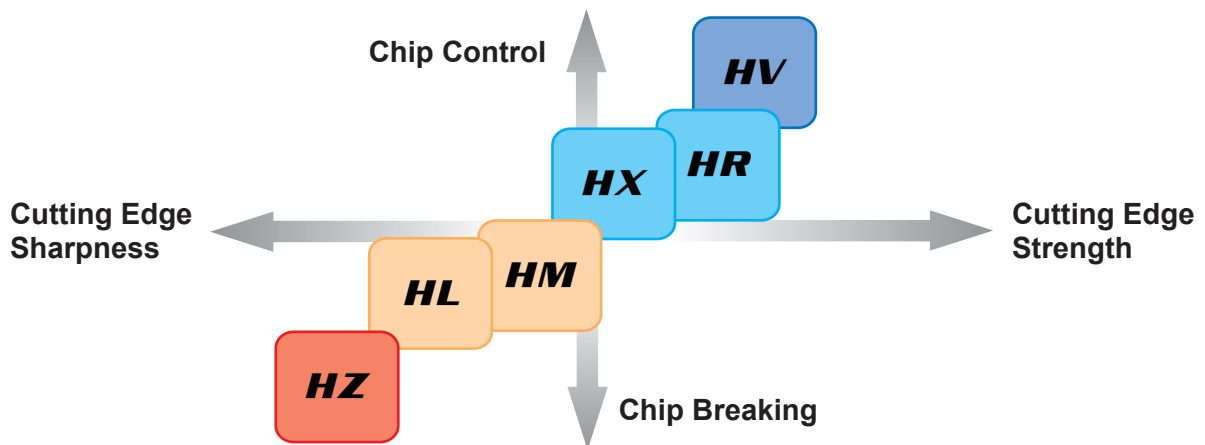 Chip Control
HV
HR
HX
Cutting Edge
Sharpness
Cutting Edge
Strength
HM
HL
HZ
Chip Breaking